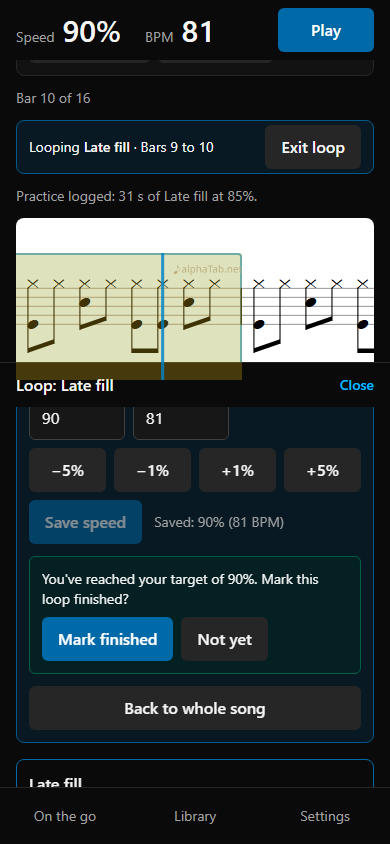 Speed 90% BPM 81 Play
Bar 10 of 16
Looping Late fill · Bars 9 to 10 Exit loop
Practice logged: 31 s of Late fill at 85%.
♪alphaTab.net
Loop: Late fill Close
90 81
−5% −1% +1% +5%
Save speed Saved: 90% (81 BPM)
You've reached your target of 90%. Mark this
loop finished?
Mark finished Not yet
Back to whole song
Late fill
On the go Library Settings